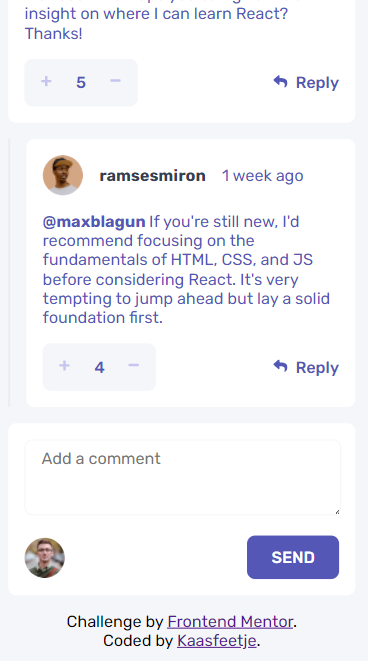 insight on where I can learn React?
Thanks!
+ 5 − Reply
ramsesmiron 1 week ago
@maxblagun If you're still new, I'd
recommend focusing on the
fundamentals of HTML, CSS, and JS
before considering React. It's very
tempting to jump ahead but lay a solid
foundation first.
+ 4 − Reply
Add a comment
SEND
Challenge by Frontend Mentor.
Coded by Kaasfeetje.